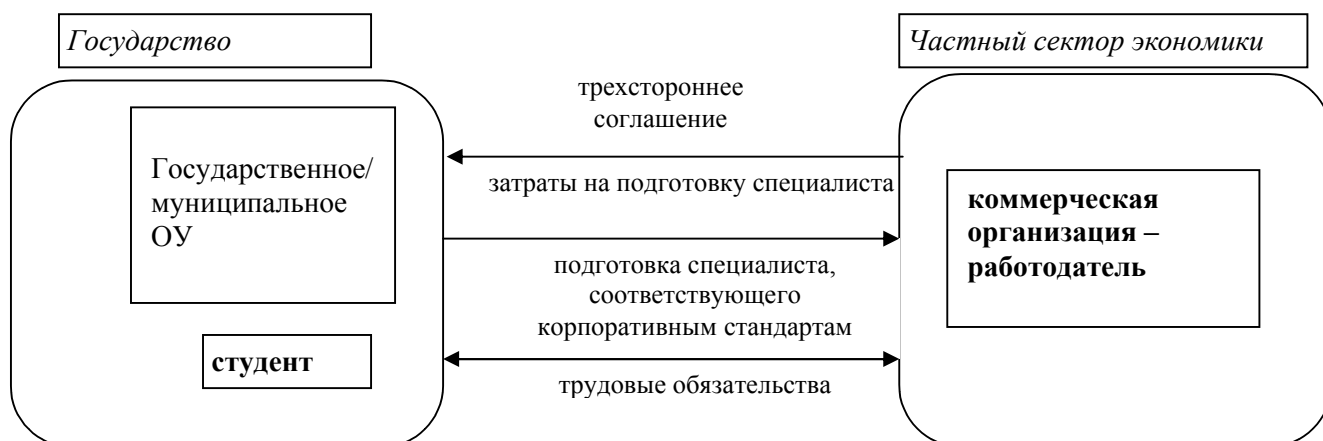 Государство
Частный сектор экономики
трехстороннее
соглашение
Государственное/
муниципальное
ОУ
затраты на подготовку специалиста
коммерческая
организация –
работодатель
подготовка специалиста,
соответствующего
корпоративным стандартам
студент
трудовые обязательства